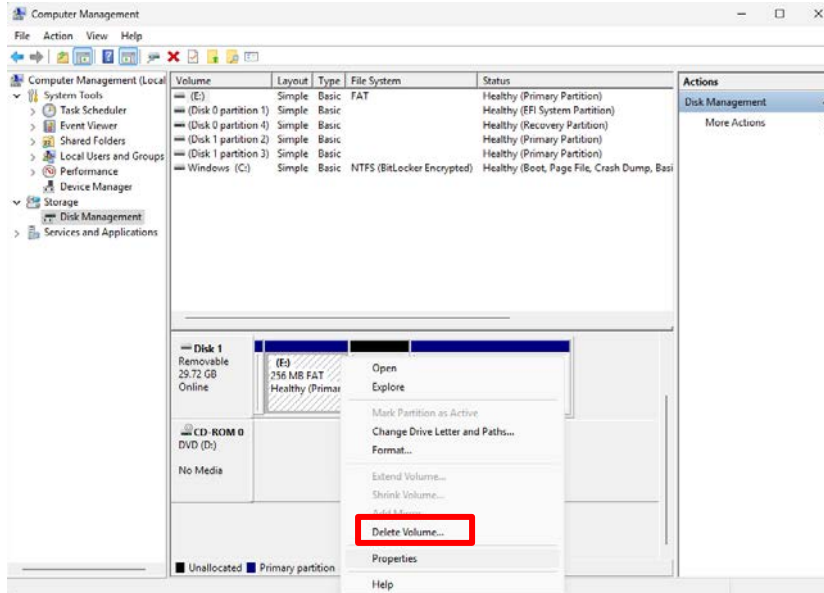 Computer Management
File Action View Help
Computer Management (Local
System Tools
Task Scheduler
Event Viewer
Shared Folders
Local Users and Groups
Performance
Device Manager
Storage
Disk Management
Services and Applications
Volume Layout Type File System Status
(E:) Simple Basic FAT Healthy (Primary Partition)
(Disk 0 partition 1) Simple Basic Healthy (EFI System Partition)
(Disk 0 partition 4) Simple Basic Healthy (Recovery Partition)
(Disk 1 partition 2) Simple Basic Healthy (Primary Partition)
(Disk 1 partition 3) Simple Basic Healthy (Primary Partition)
Windows (C:) Simple Basic NTFS (BitLocker Encrypted) Healthy (Boot, Page File, Crash Dump, Basi
Actions
Disk Management
More Actions
Disk 1
Removable
29.72 GB
Online
(E:)
256 MB FAT
Healthy (Primar
CD-ROM 0
DVD (D:)
No Media
Unallocated Primary partition
Open
Explore
Mark Partition as Active
Change Drive Letter and Paths...
Format...
Extend Volume...
Shrink Volume...
Delete Volume...
Properties
Help